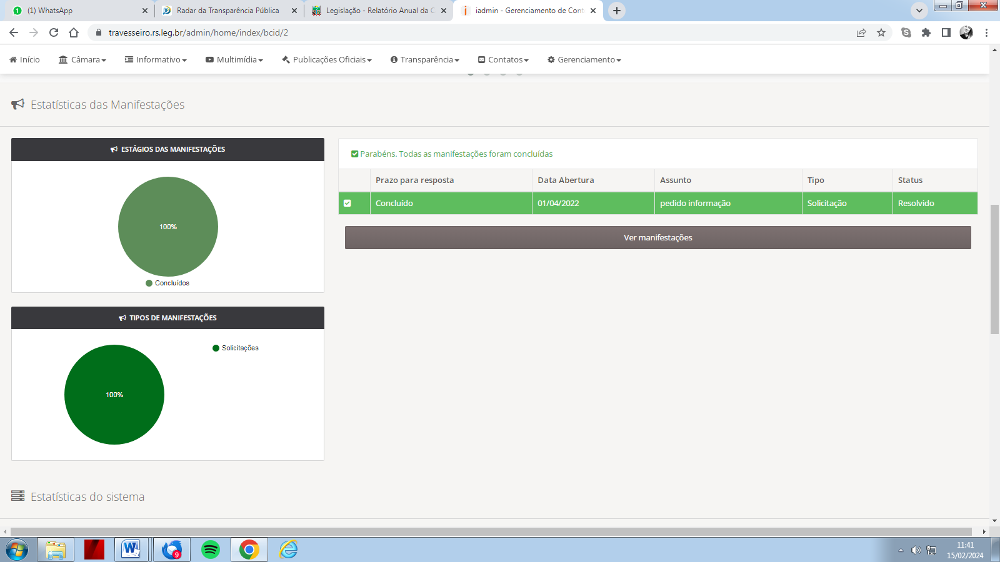 (1) WhatsApp
Radar da Transparência Pública
Legislação - Relatório Anual da C
iadmin - Gerenciamento de Cont
travesseiro.rs.leg.br/admin/home/index/bcid/2
Início Câmara Informativo Multimídia Publicações Oficiais Transparência Contatos Gerenciamento
Estatísticas das Manifestações
ESTÁGIOS DAS MANIFESTAÇÕES
100%
Concluídos
Parabéns. Todas as manifestações foram concluídas
Prazo para resposta Data Abertura Assunto Tipo Status
Concluído 01/04/2022 pedido informação Solicitação Resolvido
Ver manifestações
TIPOS DE MANIFESTAÇÕES
Solicitações
100%
Estatísticas do sistema
9
11:41
15/02/2024